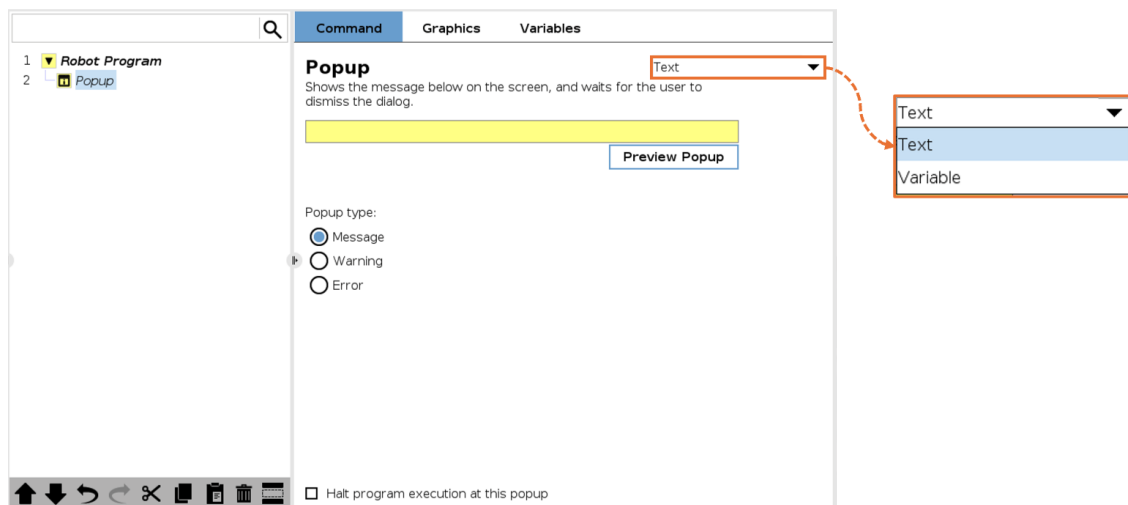 Command
Graphics
Variables
1 Robot Program
2 Popup
Popup
Text
Shows the message below on the screen, and waits for the user to
dismiss the dialog.
Preview Popup
Popup type:
Message
Warning
Error
Halt program execution at this popup
Text
Text
Variable